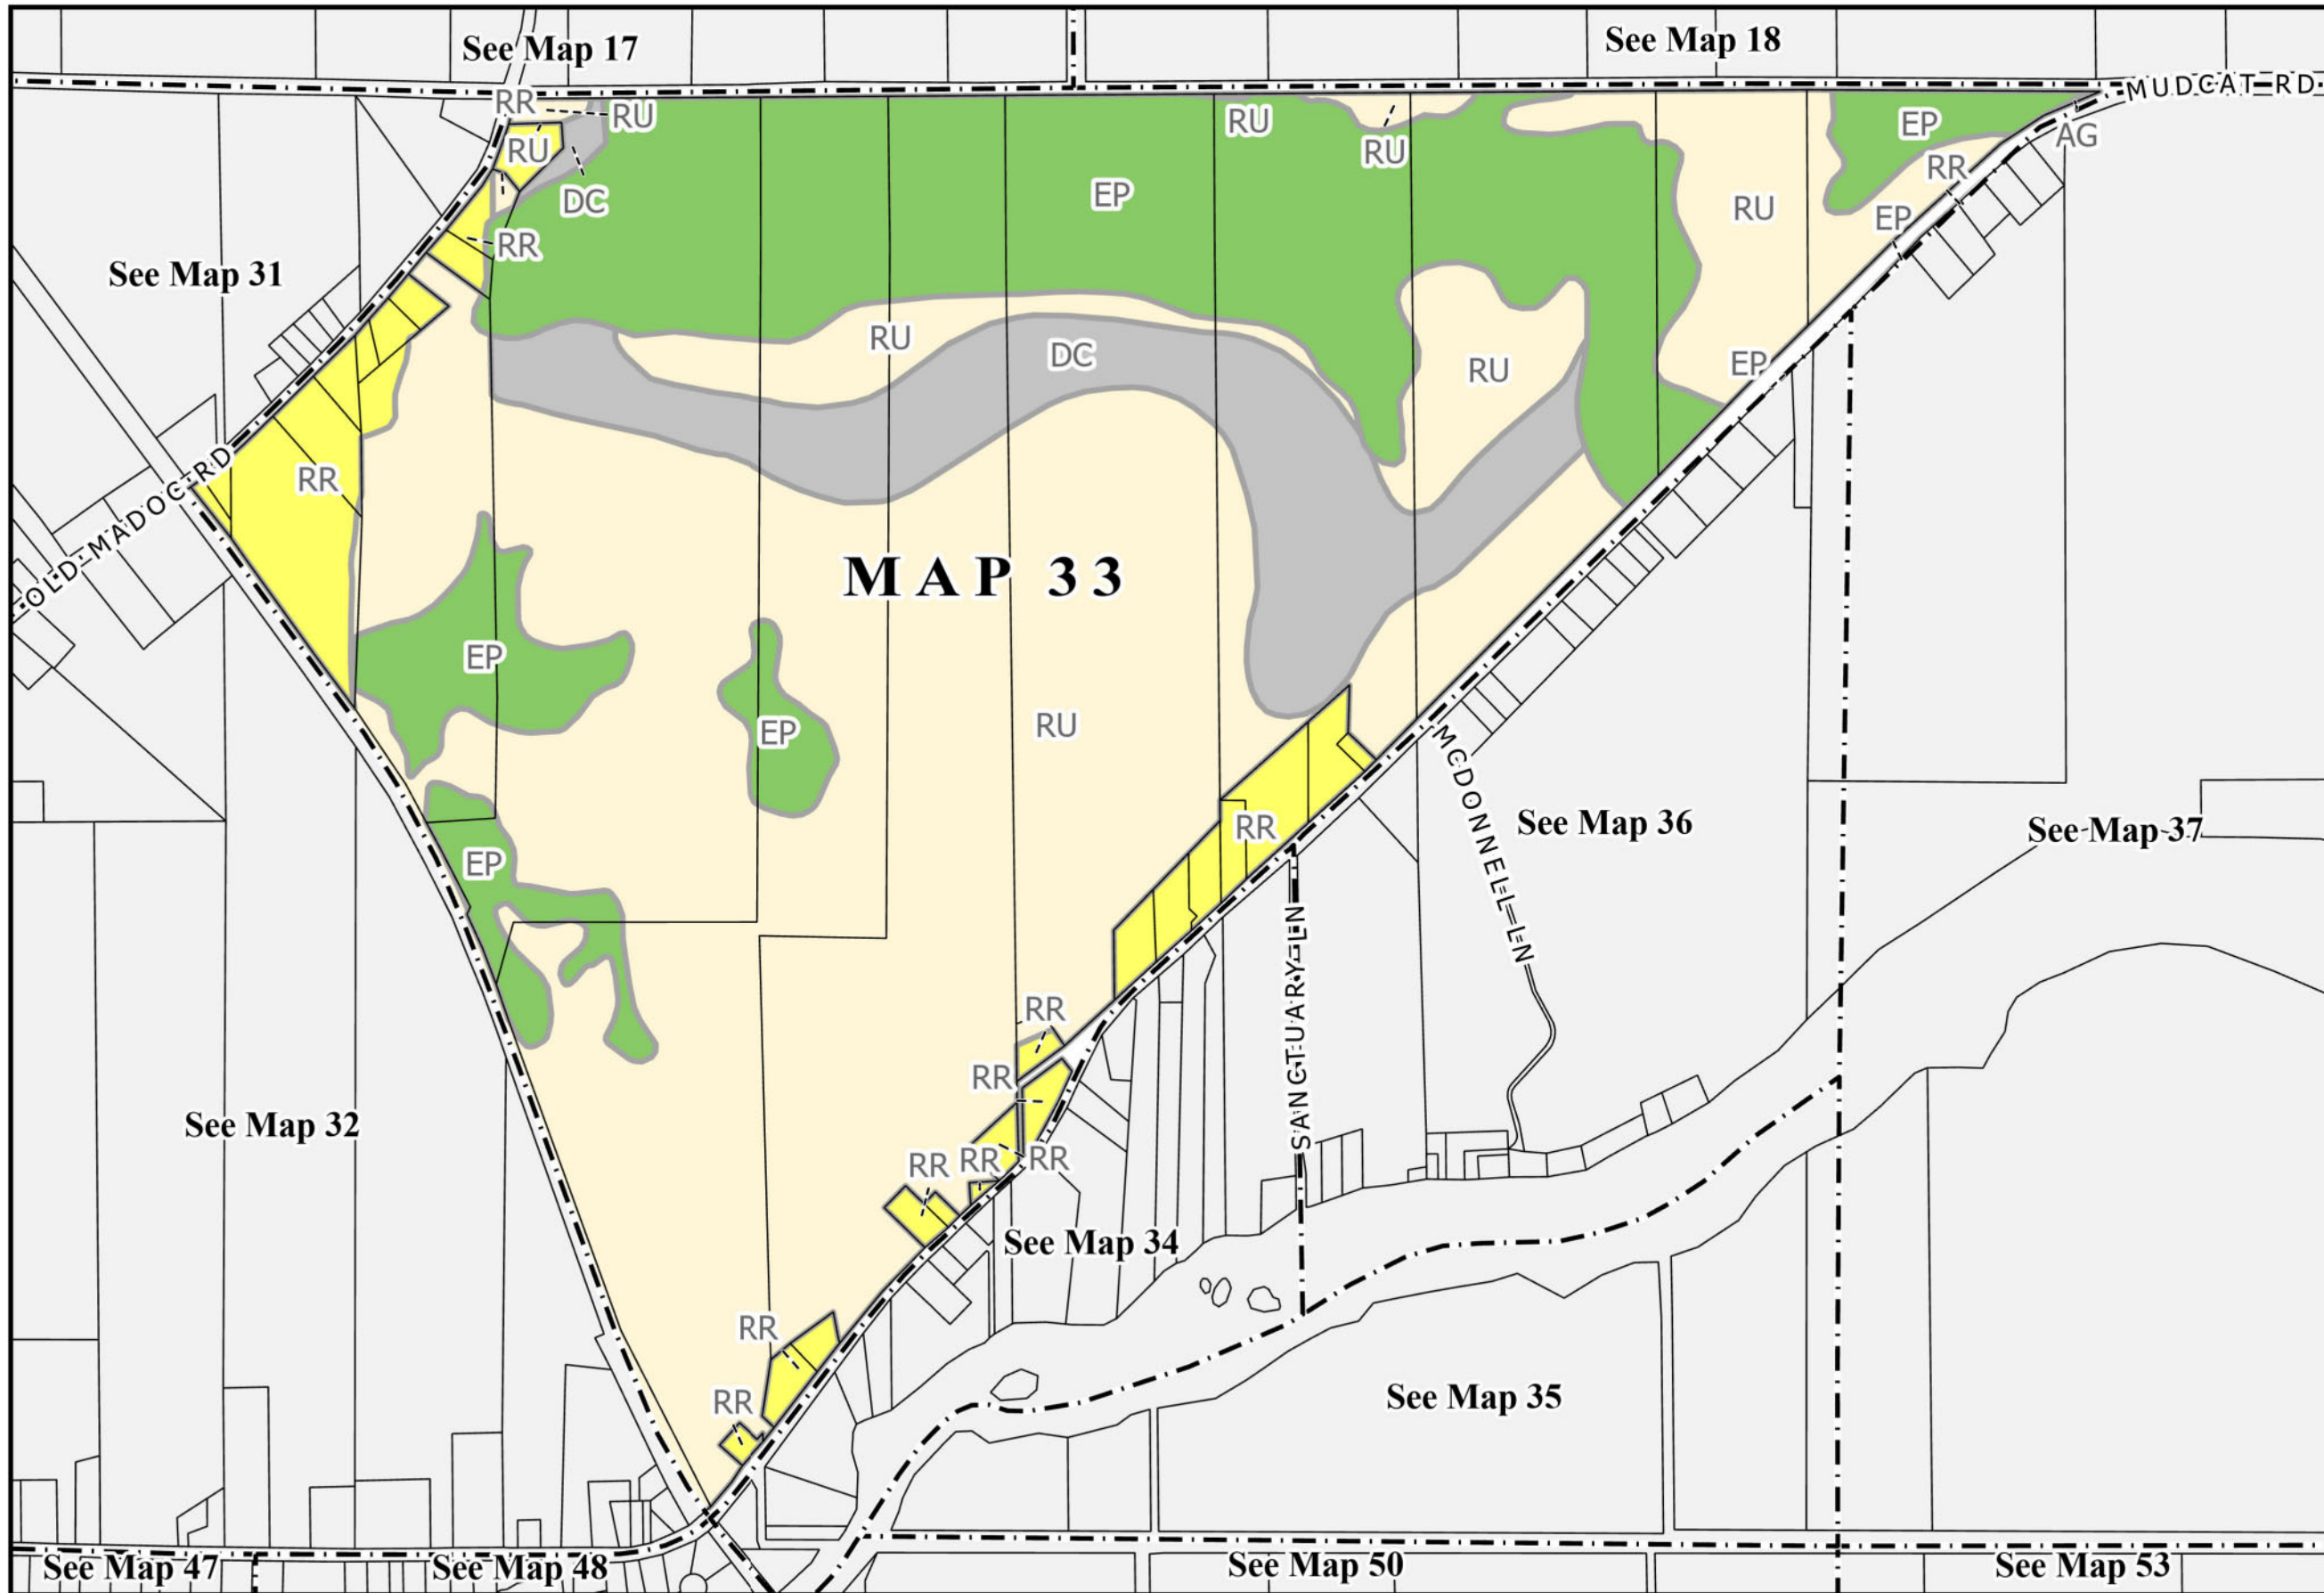 See Map 17
See Map 18
MUDCAT RD
RR
RU
RU
RU
AG
RU
RU
EP
DC
EP
RR
RU
EP
RR
See Map 31
RU
DC
RU
EP
OLD MADOC RD
RR
MAP 33
EP
EP
RU
MCDONNELL LN
RR
See Map 36
See Map 37
EP
SANCTUARY LN
RR
RR
See Map 32
RR
RR
RR
See Map 34
RR
RR
See Map 35
See Map 47
See Map 48
See Map 50
See Map 53